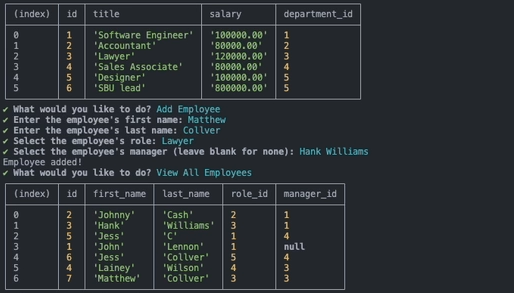 (index) id title salary department_id
0 1 'Software Engineer' '100000.00' 1
1 2 'Accountant' '80000.00' 2
2 3 'Lawyer' '120000.00' 3
3 4 'Sales Associate' '80000.00' 4
4 5 'Designer' '100000.00' 5
5 6 'SBU lead' '800000.00' 5
✔ What would you like to do? Add Employee
✔ Enter the employee's first name: Matthew
✔ Enter the employee's last name: Collver
✔ Select the employee's role: Lawyer
✔ Select the employee's manager (leave blank for none): Hank Williams
Employee added!
✔ What would you like to do? View All Employees
(index) id first_name last_name role_id manager_id
0 2 'Johnny' 'Cash' 2 1
1 3 'Hank' 'Williams' 3 1
2 5 'Jess' 'C' 1 4
3 1 'John' 'Lennon' 1 null
4 6 'Jess' 'Collver' 5 4
5 4 'Lainey' 'Wilson' 4 3
6 7 'Matthew' 'Collver' 3 3